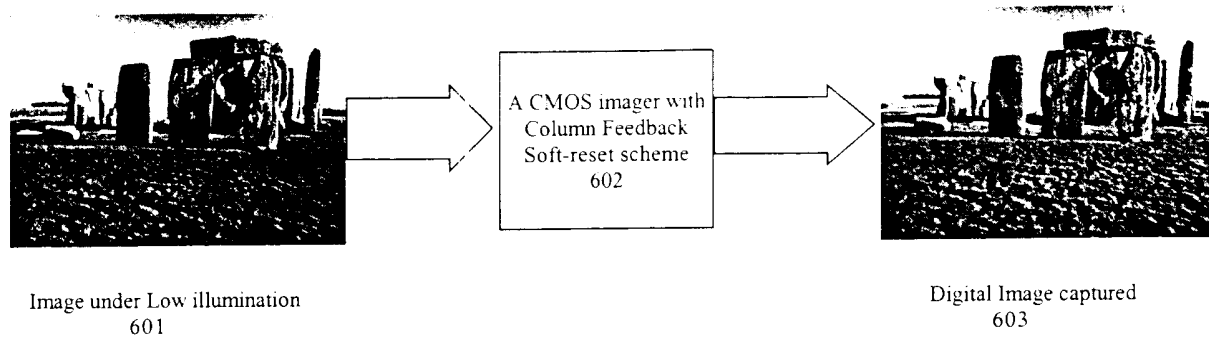 A CMOS imager with
Column Feedback
Soft-reset scheme
602
Image under Low illumination
601
Digital Image captured
603